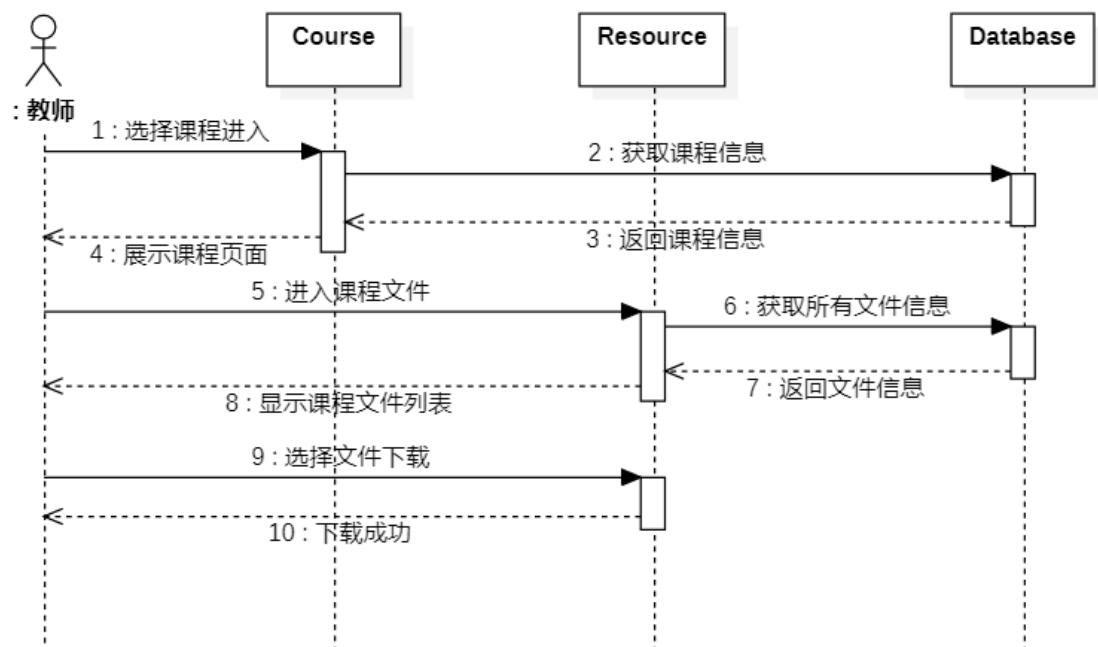 Course
Resource
Database
: 教师
1 : 选择课程进入
2 : 获取课程信息
3 : 返回课程信息
4 : 展示课程页面
5 : 进入课程文件
6 : 获取所有文件信息
7 : 返回文件信息
8 : 显示课程文件列表
9 : 选择文件下载
10 : 下载成功